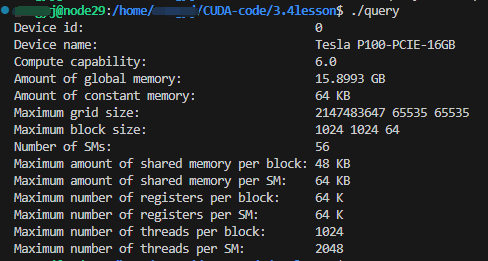 j@node29:/home/ /CUDA-code/3.4lesson$ ./query
Device id: 0
Device name: Tesla P100-PCIE-16GB
Compute capability: 6.0
Amount of global memory: 15.8993 GB
Amount of constant memory: 64 KB
Maximum grid size: 2147483647 65535 65535
Maximum block size: 1024 1024 64
Number of SMs: 56
Maximum amount of shared memory per block: 48 KB
Maximum amount of shared memory per SM: 64 KB
Maximum number of registers per block: 64 K
Maximum number of registers per SM: 64 K
Maximum number of threads per block: 1024
Maximum number of threads per SM: 2048